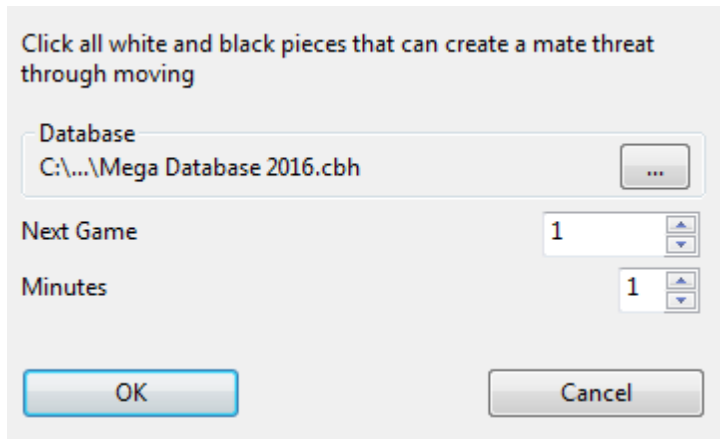 Click all white and black pieces that can create a mate threat
through moving
Database
C:\...\Mega Database 2016.cbh
...
Next Game
1
Minutes
1
OK
Cancel